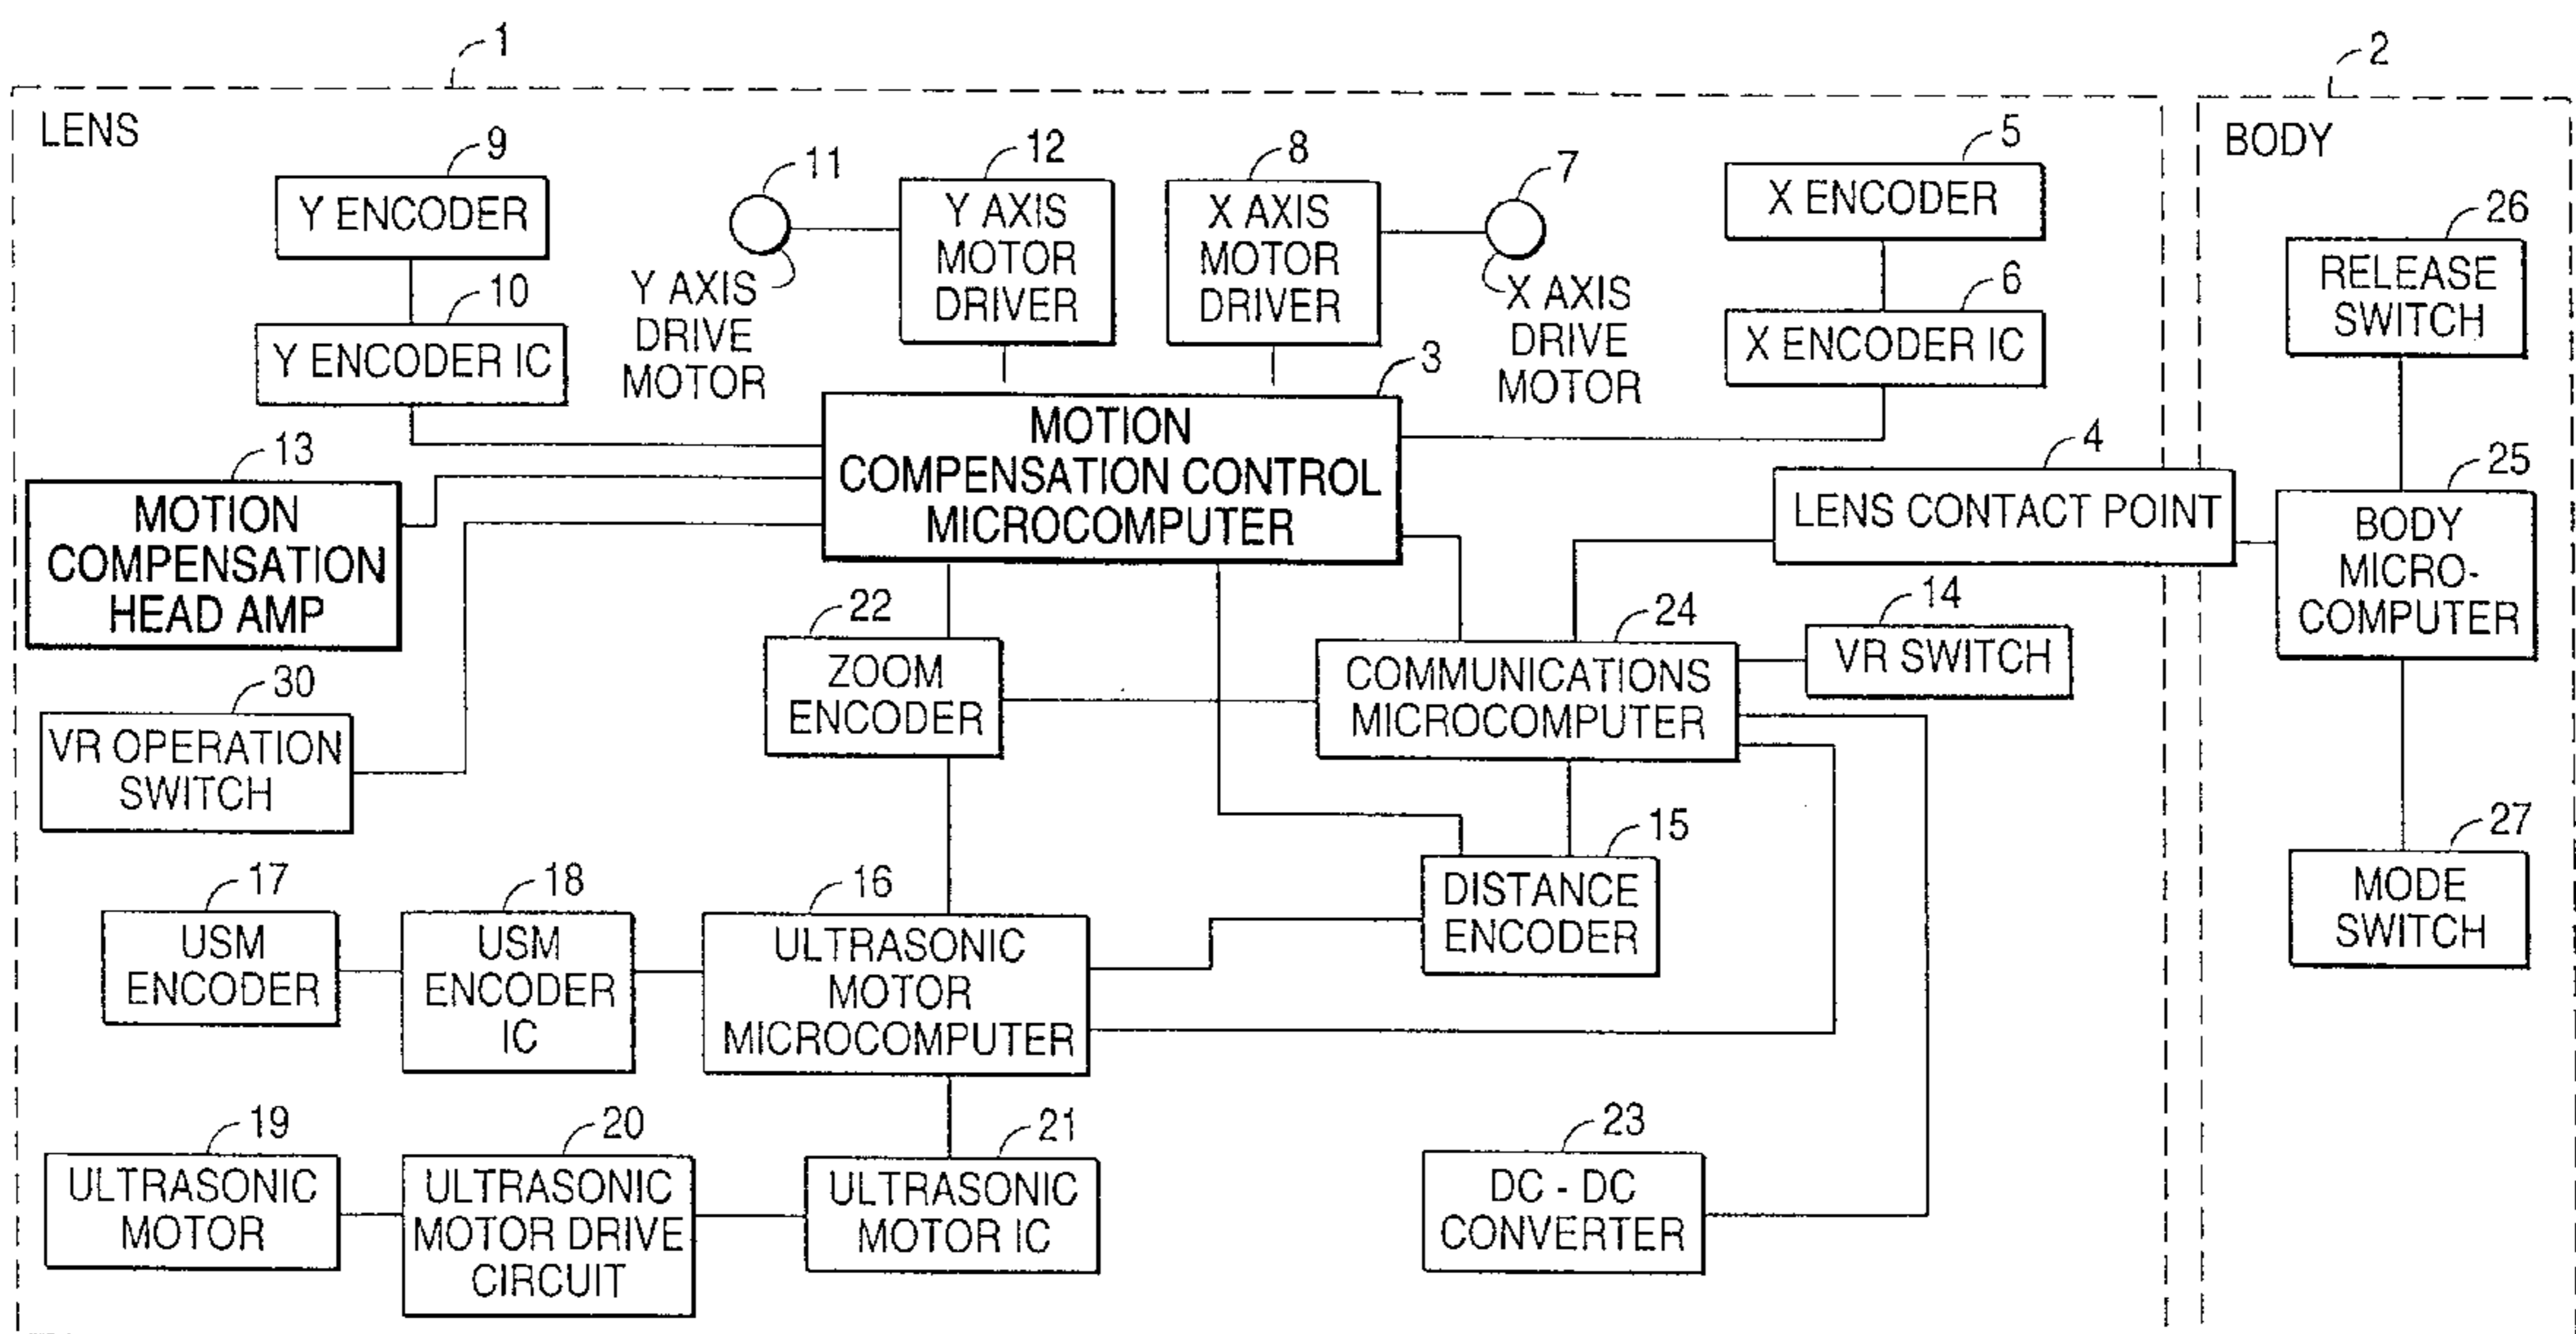 1
2
LENS
BODY
9
Y ENCODER
10
Y ENCODER IC
11
Y AXIS
DRIVE
MOTOR
12
Y AXIS
MOTOR
DRIVER
8
X AXIS
MOTOR
DRIVER
7
X AXIS
DRIVE
MOTOR
5
X ENCODER
6
X ENCODER IC
26
RELEASE
SWITCH
3
MOTION
COMPENSATION CONTROL
MICROCOMPUTER
13
MOTION
COMPENSATION
HEAD AMP
4
LENS CONTACT POINT
25
BODY
MICRO-
COMPUTER
30
VR OPERATION
SWITCH
22
ZOOM
ENCODER
24
COMMUNICATIONS
MICROCOMPUTER
14
VR SWITCH
27
MODE
SWITCH
17
USM
ENCODER
18
USM
ENCODER
IC
16
ULTRASONIC
MOTOR
MICROCOMPUTER
15
DISTANCE
ENCODER
19
ULTRASONIC
MOTOR
20
ULTRASONIC
MOTOR DRIVE
CIRCUIT
21
ULTRASONIC
MOTOR IC
23
DC - DC
CONVERTER